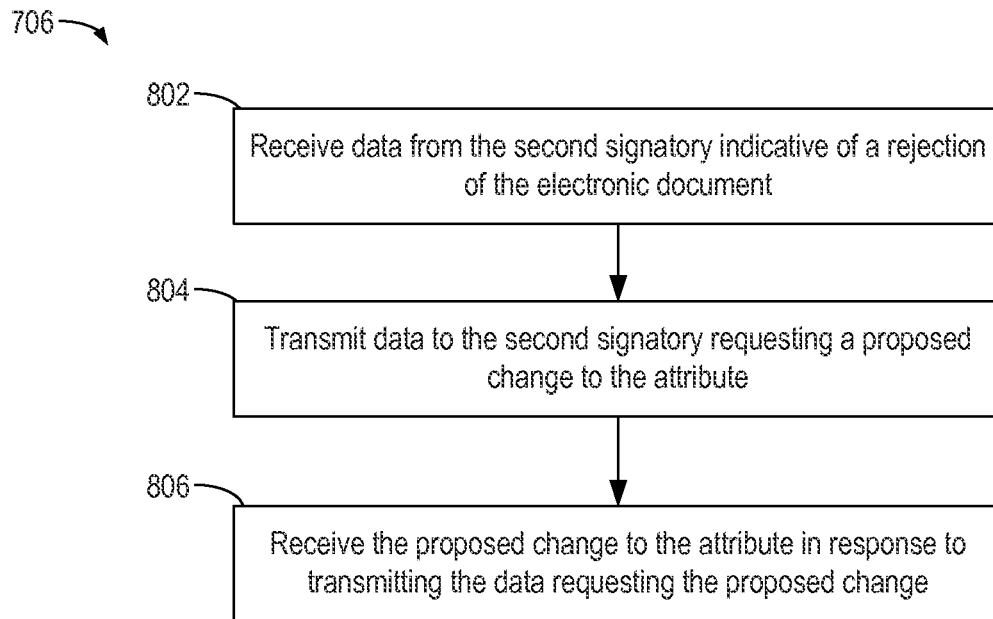 706
802
Receive data from the second signatory indicative of a rejection
of the electronic document
804
Transmit data to the second signatory requesting a proposed
change to the attribute
806
Receive the proposed change to the attribute in response to
transmitting the data requesting the proposed change